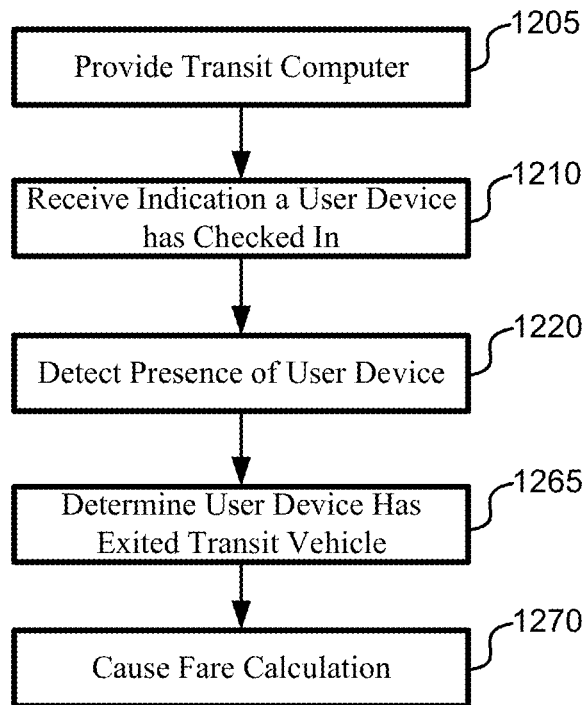 1205
Provide Transit Computer
1210
Receive Indication a User Device
has Checked In
1220
Detect Presence of User Device
1265
Determine User Device Has
Exited Transit Vehicle
1270
Cause Fare Calculation